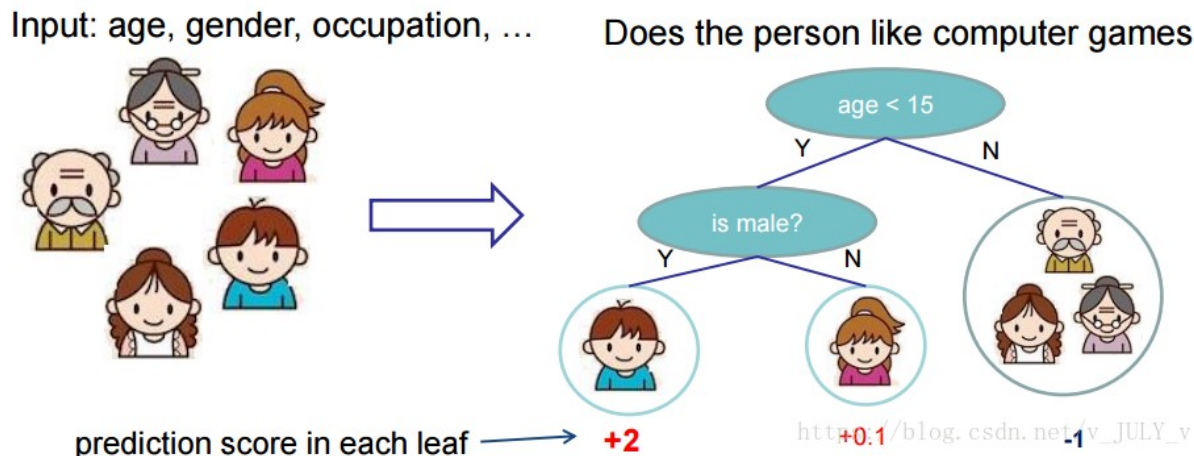 Input: age, gender, occupation, …
Does the person like computer games
age < 15
Y
N
is male?
Y
N
prediction score in each leaf
+2
+0.1
-1
https://blog.csdn.net/v_JULY_v